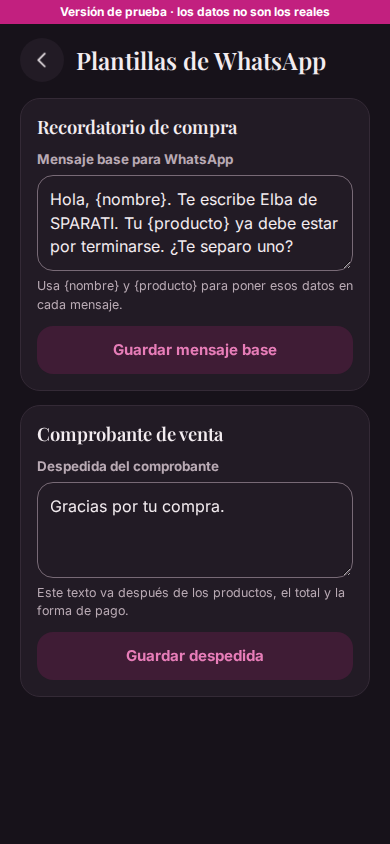 Versión de prueba · los datos no son los reales
Plantillas de WhatsApp
Recordatorio de compra
Mensaje base para WhatsApp
Hola, {nombre}. Te escribe Elba de
SPARATI. Tu {producto} ya debe estar
por terminarse. ¿Te separo uno?
Usa {nombre} y {producto} para poner esos datos en
cada mensaje.
Guardar mensaje base
Comprobante de venta
Despedida del comprobante
Gracias por tu compra.
Este texto va después de los productos, el total y la
forma de pago.
Guardar despedida